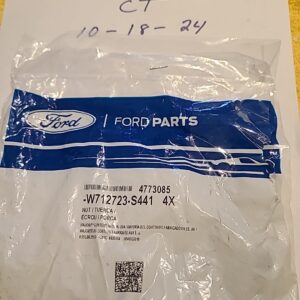 CT
10-18-24
Ford | FORD PARTS
4773085
-W712723-S441 4X
NUT / TUERCA /
ECROU / PORCA